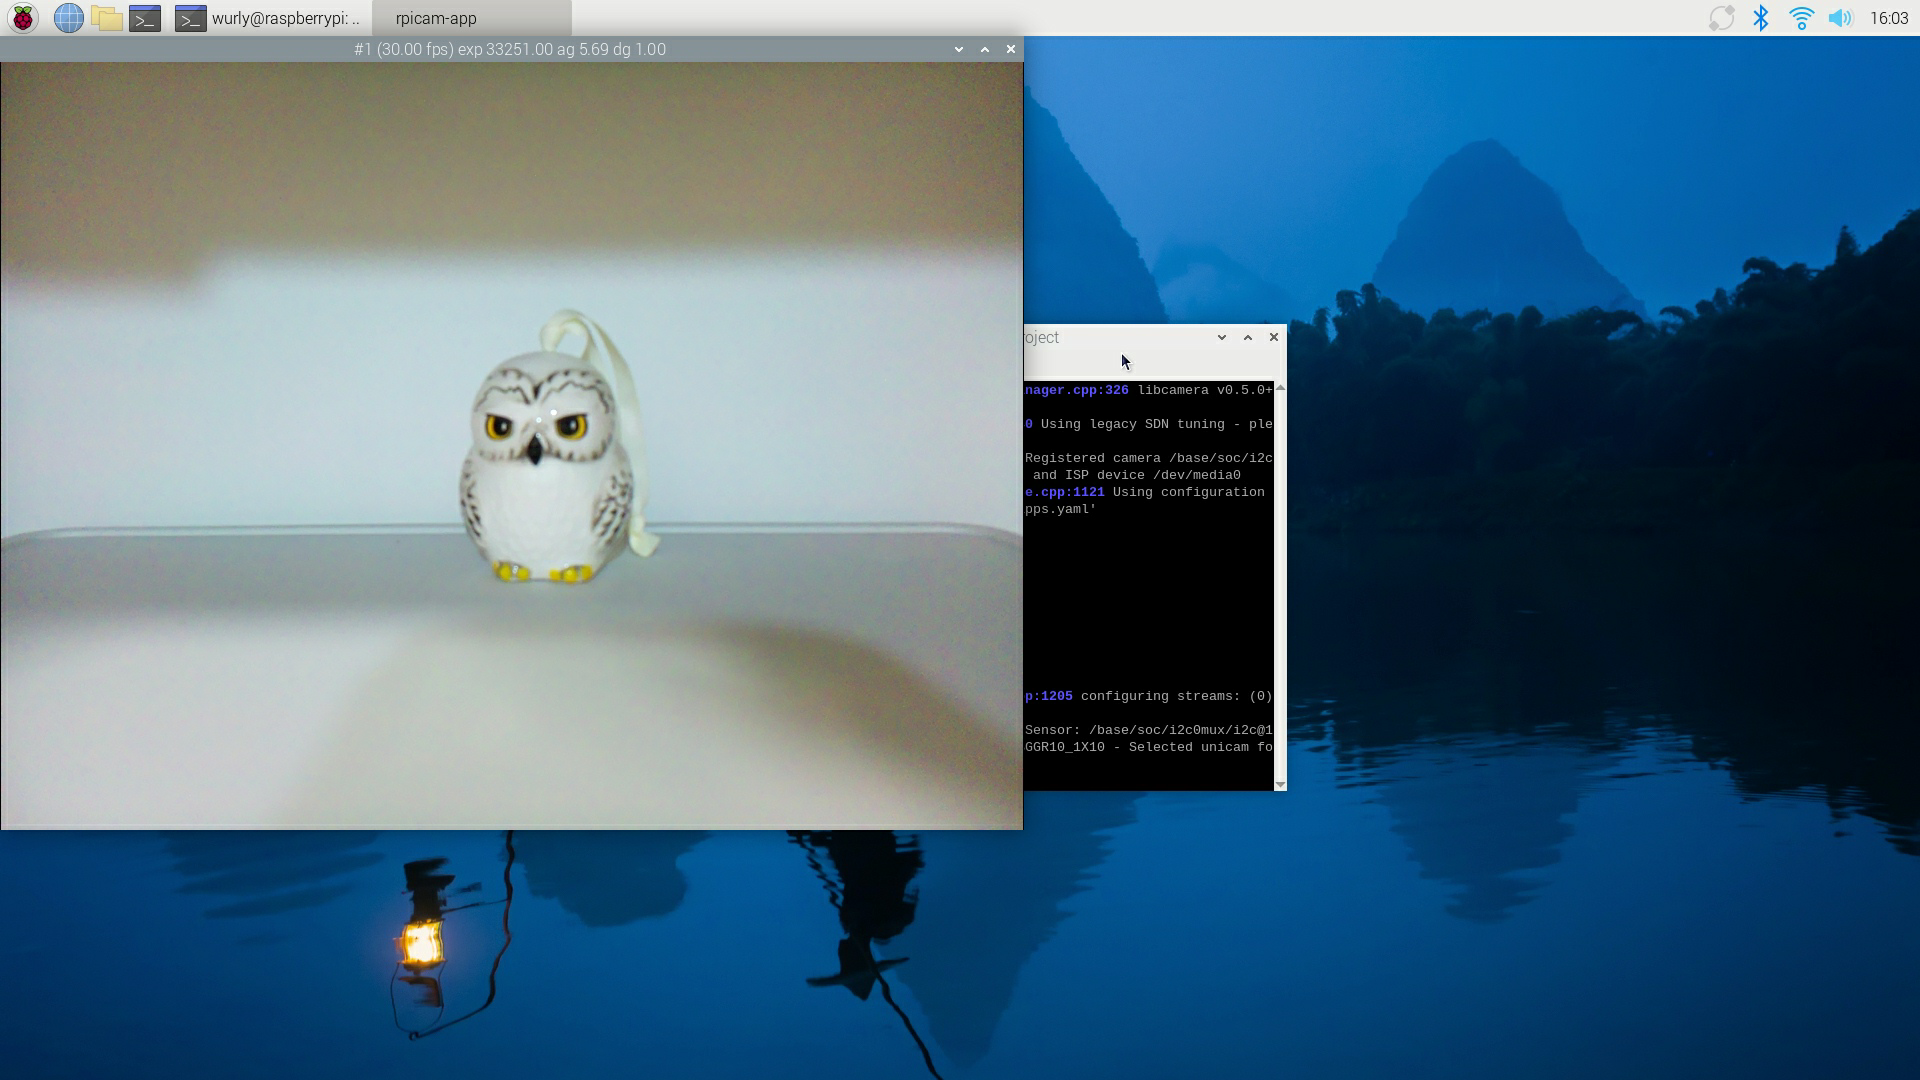 wurly@raspberrypi: ..
rpicam-app
16:03
#1 (30.00 fps) exp 33251.00 ag 5.69 dg 1.00
roject
nager.cpp:326 libcamera v0.5.0+
0 Using legacy SDN tuning - ple
Registered camera /base/soc/i2c
and ISP device /dev/media0
e.cpp:1121 Using configuration
pps.yaml'
p:1205 configuring streams: (0)
Sensor: /base/soc/i2c0mux/i2c@1
GGR10_1X10 - Selected unicam fo